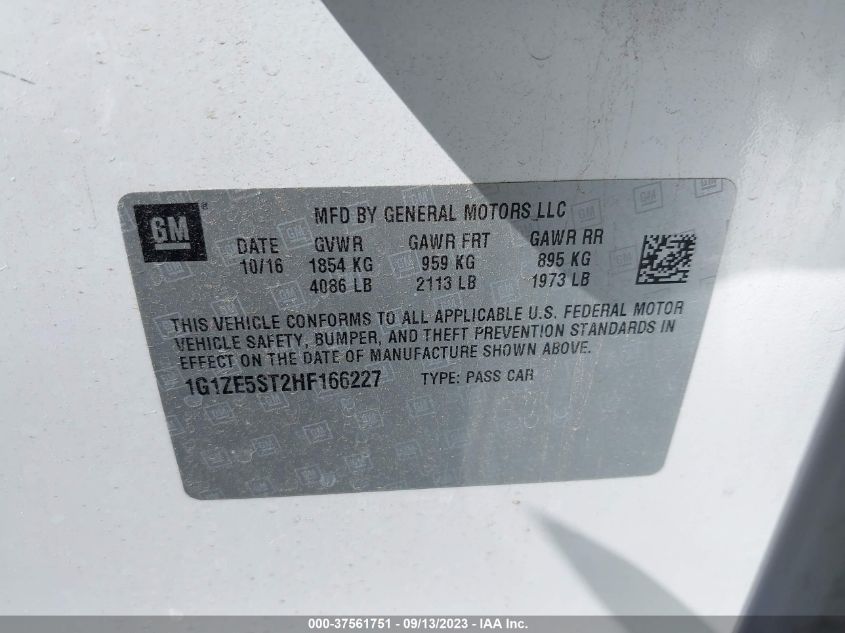 GM ®
MFD BY GENERAL MOTORS LLC
DATE GVWR GAWR FRT GAWR RR
10/16 1854 KG 959 KG 895 KG
4086 LB 2113 LB 1973 LB
THIS VEHICLE CONFORMS TO ALL APPLICABLE U.S. FEDERAL MOTOR
VEHICLE SAFETY, BUMPER, AND THEFT PREVENTION STANDARDS IN
EFFECT ON THE DATE OF MANUFACTURE SHOWN ABOVE.
1G1ZE5ST2HF166227 TYPE: PASS CAR
000-37561751 - 09/13/2023 - IAA Inc.